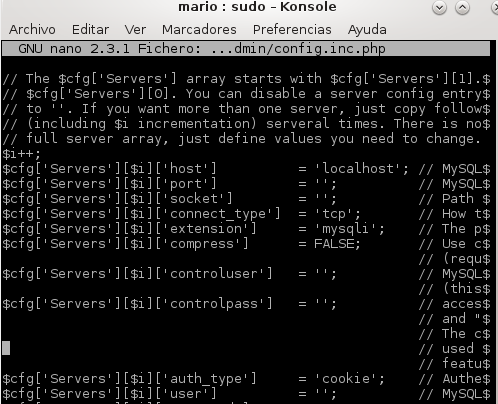 mario : sudo – Konsole
Archivo Editar Ver Marcadores Preferencias Ayuda
GNU nano 2.3.1 Fichero: ...dmin/config.inc.php
// The $cfg['Servers'] array starts with $cfg['Servers'][1].$
// $cfg['Servers'][0]. You can disable a server config entry$
// to ''. If you want more than one server, just copy follow$
// (including $i incrementation) serveral times. There is no$
// full server array, just define values you need to change.
$i++;
$cfg['Servers'][$i]['host'] = 'localhost'; // MySQL$
$cfg['Servers'][$i]['port'] = ''; // MySQL$
$cfg['Servers'][$i]['socket'] = ''; // Path $
$cfg['Servers'][$i]['connect_type'] = 'tcp'; // How t$
$cfg['Servers'][$i]['extension'] = 'mysqli'; // The p$
$cfg['Servers'][$i]['compress'] = FALSE; // Use c$
// (requ$
$cfg['Servers'][$i]['controluser'] = ''; // MySQL$
// (this$
$cfg['Servers'][$i]['controlpass'] = ''; // acces$
// and "$
// The c$
// used $
// featu$
$cfg['Servers'][$i]['auth_type'] = 'cookie'; // Authe$
$cfg['Servers'][$i]['user'] = ''; // MySQL$